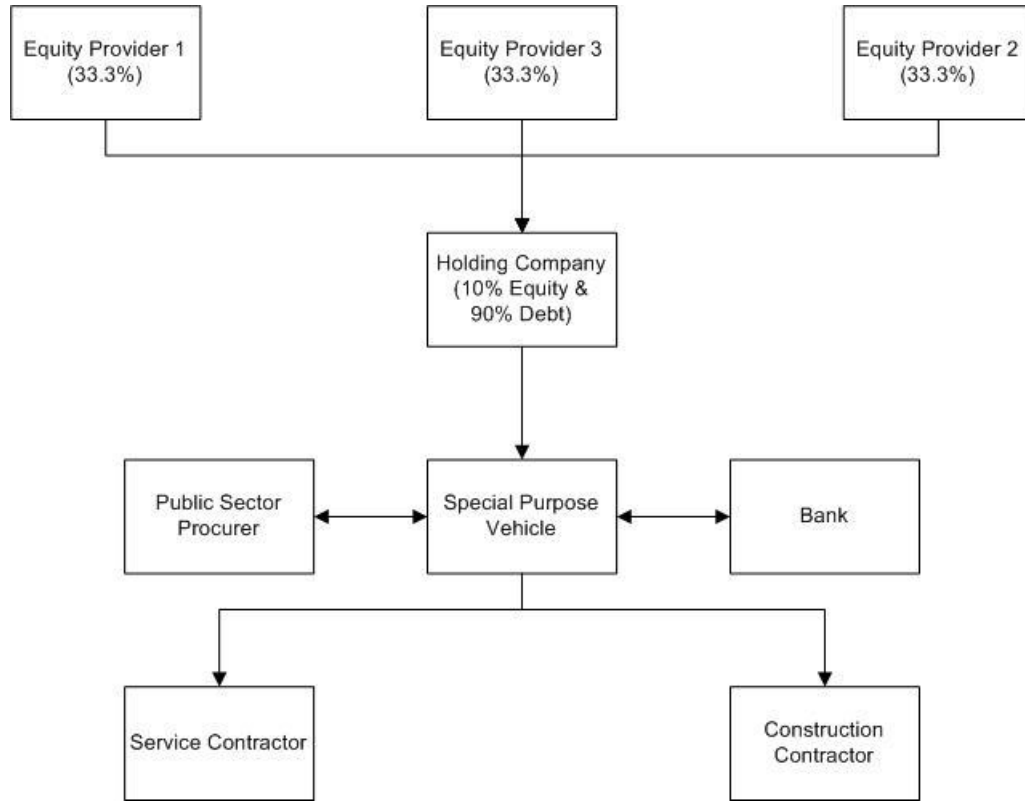 Equity Provider 1
(33.3%)
Equity Provider 3
(33.3%)
Equity Provider 2
(33.3%)
Holding Company
(10% Equity &
90% Debt)
Public Sector
Procurer
Special Purpose
Vehicle
Bank
Service Contractor
Construction
Contractor